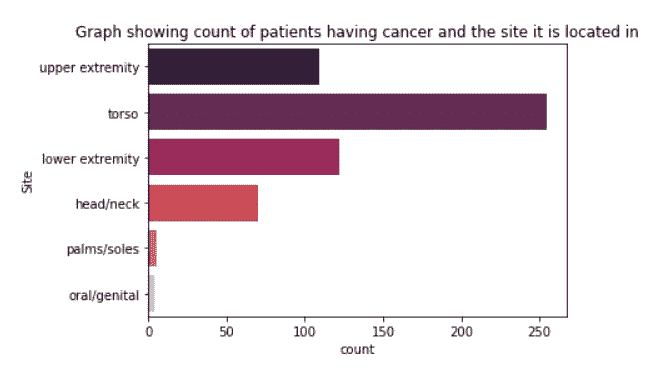 Graph showing count of patients having cancer and the site it is located in
upper extremity
torso
lower extremity
head/neck
palms/soles
oral/genital
Site
0 50 100 150 200 250
count